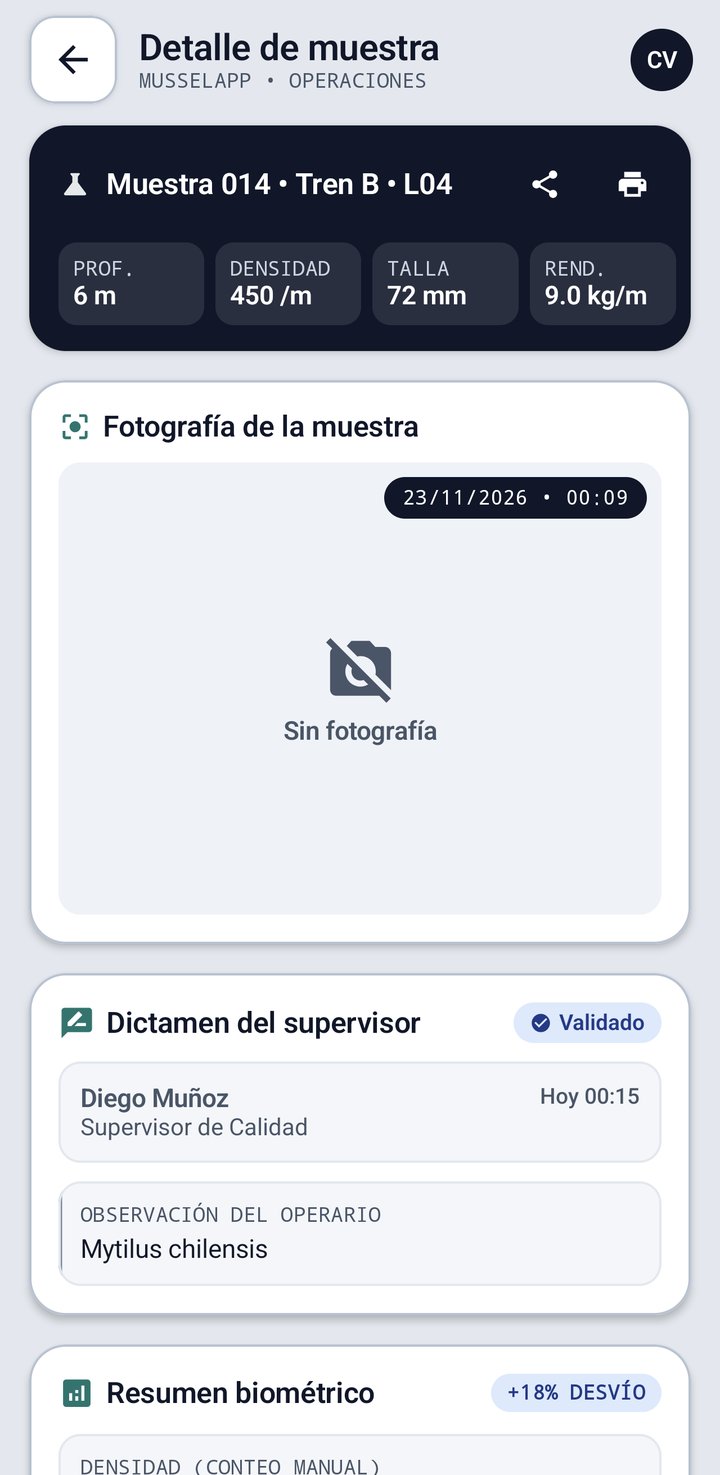 Detalle de muestra
MUSSELAPP • OPERACIONES
CV
Muestra 014 • Tren B • L04
PROF.
6 m
DENSIDAD
450 /m
TALLA
72 mm
REND.
9.0 kg/m
Fotografía de la muestra
23/11/2026 • 00:09
Sin fotografía
Dictamen del supervisor
Validado
Diego Muñoz
Hoy 00:15
Supervisor de Calidad
OBSERVACIÓN DEL OPERARIO
Mytilus chilensis
Resumen biométrico
+18% DESVÍO
DENSIDAD (CONTEO MANUAL)